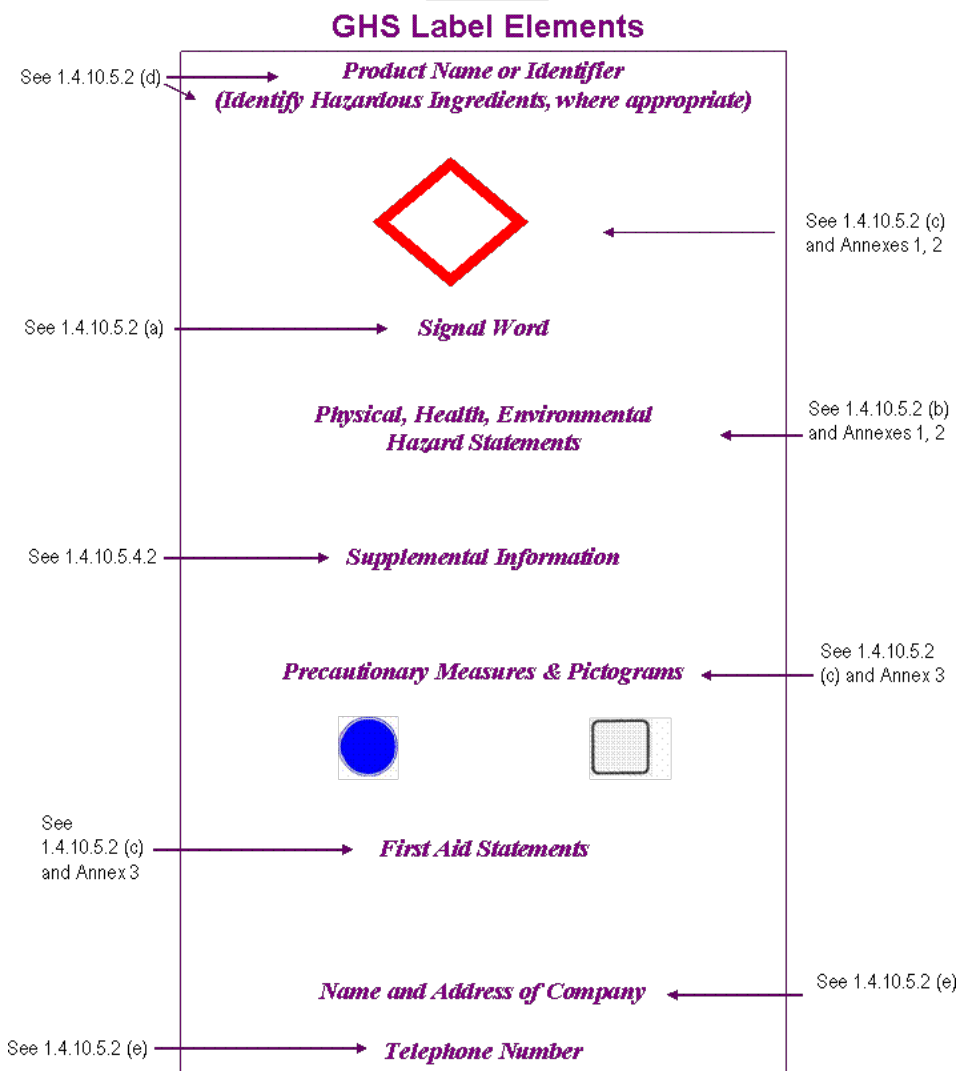 GHS Label Elements
See 1.4.10.5.2 (d)
Product Name or Identifier
(Identify Hazardous Ingredients, where appropriate)
See 1.4.10.5.2 (c)
and Annexes 1, 2
See 1.4.10.5.2 (a)
Signal Word
Physical, Health, Environmental
Hazard Statements
See 1.4.10.5.2 (b)
and Annexes 1, 2
See 1.4.10.5.4.2
Supplemental Information
Precautionary Measures & Pictograms
See 1.4.10.5.2
(c) and Annex 3
See
1.4.10.5.2 (c)
and Annex 3
First Aid Statements
Name and Address of Company
See 1.4.10.5.2 (e)
See 1.4.10.5.2 (e)
Telephone Number